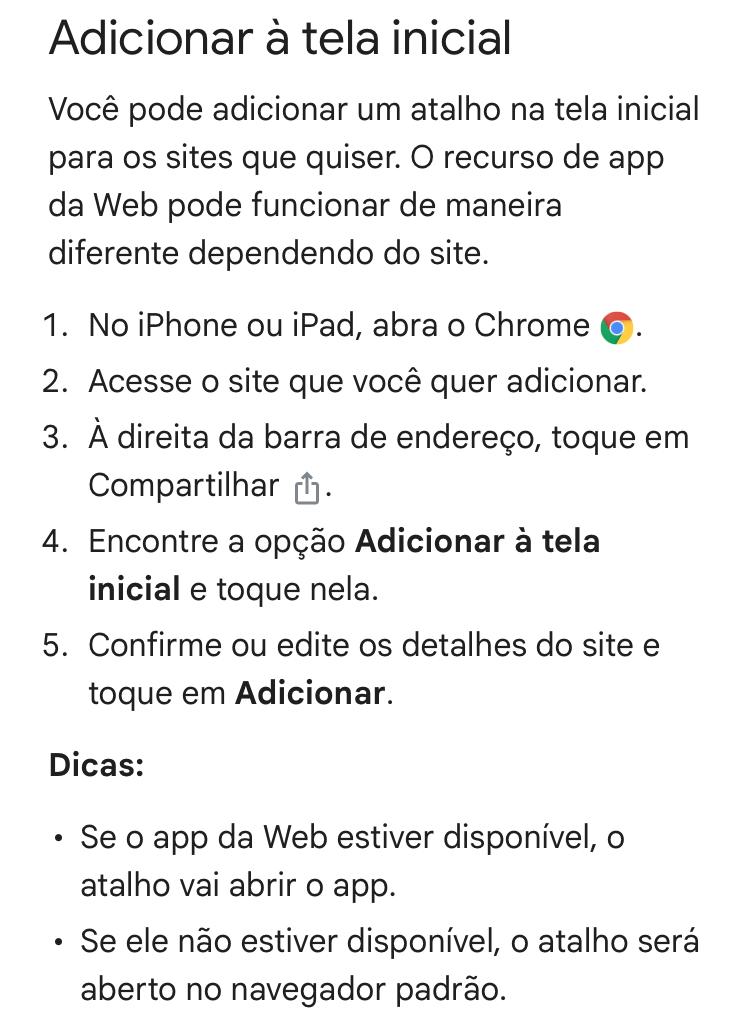 Adicionar à tela inicial
Você pode adicionar um atalho na tela inicial
para os sites que quiser. O recurso de app
da Web pode funcionar de maneira
diferente dependendo do site.
1. No iPhone ou iPad, abra o Chrome .
2. Acesse o site que você quer adicionar.
3. À direita da barra de endereço, toque em
Compartilhar .
4. Encontre a opção Adicionar à tela
inicial e toque nela.
5. Confirme ou edite os detalhes do site e
toque em Adicionar.
Dicas:
• Se o app da Web estiver disponível, o
atalho vai abrir o app.
• Se ele não estiver disponível, o atalho será
aberto no navegador padrão.